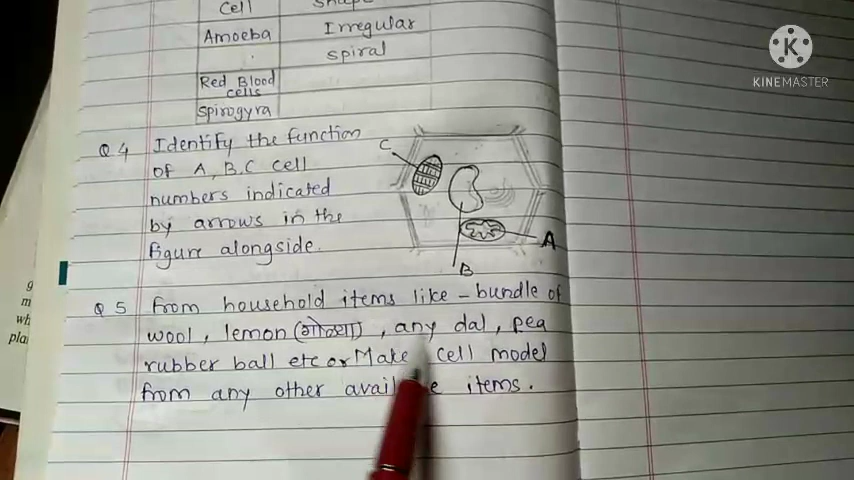 Cell Shape
Amoeba Irregular
spiral
Red Blood
cells
Spirogyra
KINEMASTER
Q 4 Identify the function
of A, B.C cell
numbers indicated
by arrows in the
figure alongside.
C
A
B
Q 5 from household items like - bundle of
wool, lemon (गोळ्या), any dal, pea
rubber ball etc or Make cell model
from any other avail e items.